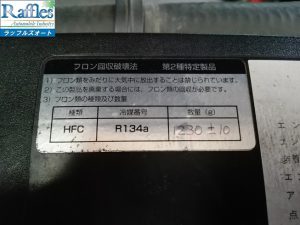 Raffles
Automobile Industry
ラッフルズオート
フロン回収破壊法 第2種特定製品
1) フロン類をみだりに大気中に放出することは禁じられています。
2) この製品を廃棄する場合には、フロン類の回収が必要です。
3) フロン類の種類及び数量
種類 冷媒番号 数量 (g)
HFC R134a 1230 ±10